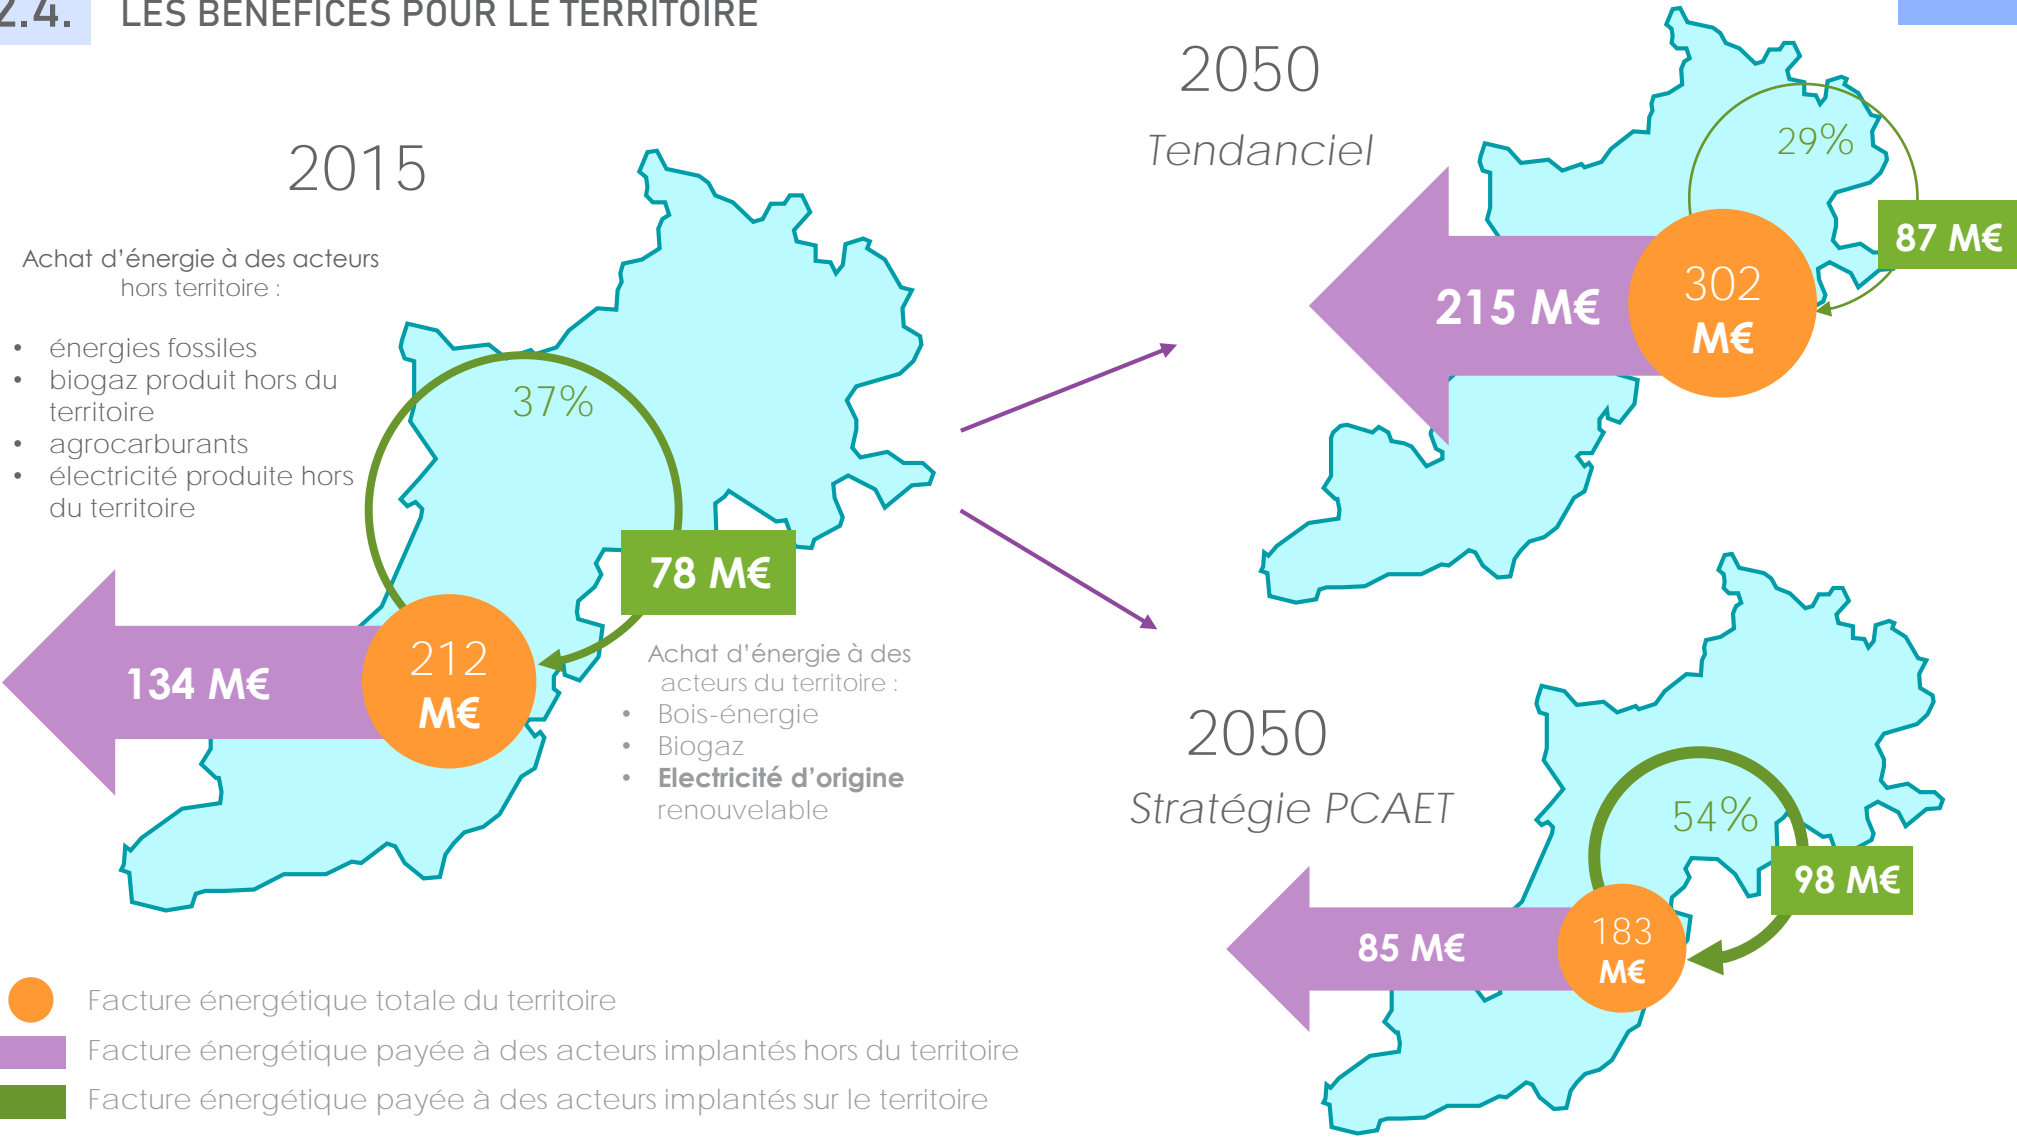 2.4. LES BÉNÉFICES POUR LE TERRITOIRE
2015
Achat d'énergie à des acteurs
hors territoire :
• énergies fossiles
• biogaz produit hors du
territoire
• agrocarburants
• électricité produite hors
du territoire
37%
78 M€
134 M€
212
M€
Achat d'énergie à des
acteurs du territoire :
• Bois-énergie
• Biogaz
• Electricité d'origine
renouvelable
2050
Tendanciel
29%
87 M€
215 M€
302
M€
2050
Stratégie PCAET
54%
98 M€
85 M€
183
M€
Facture énergétique totale du territoire
Facture énergétique payée à des acteurs implantés hors du territoire
Facture énergétique payée à des acteurs implantés sur le territoire